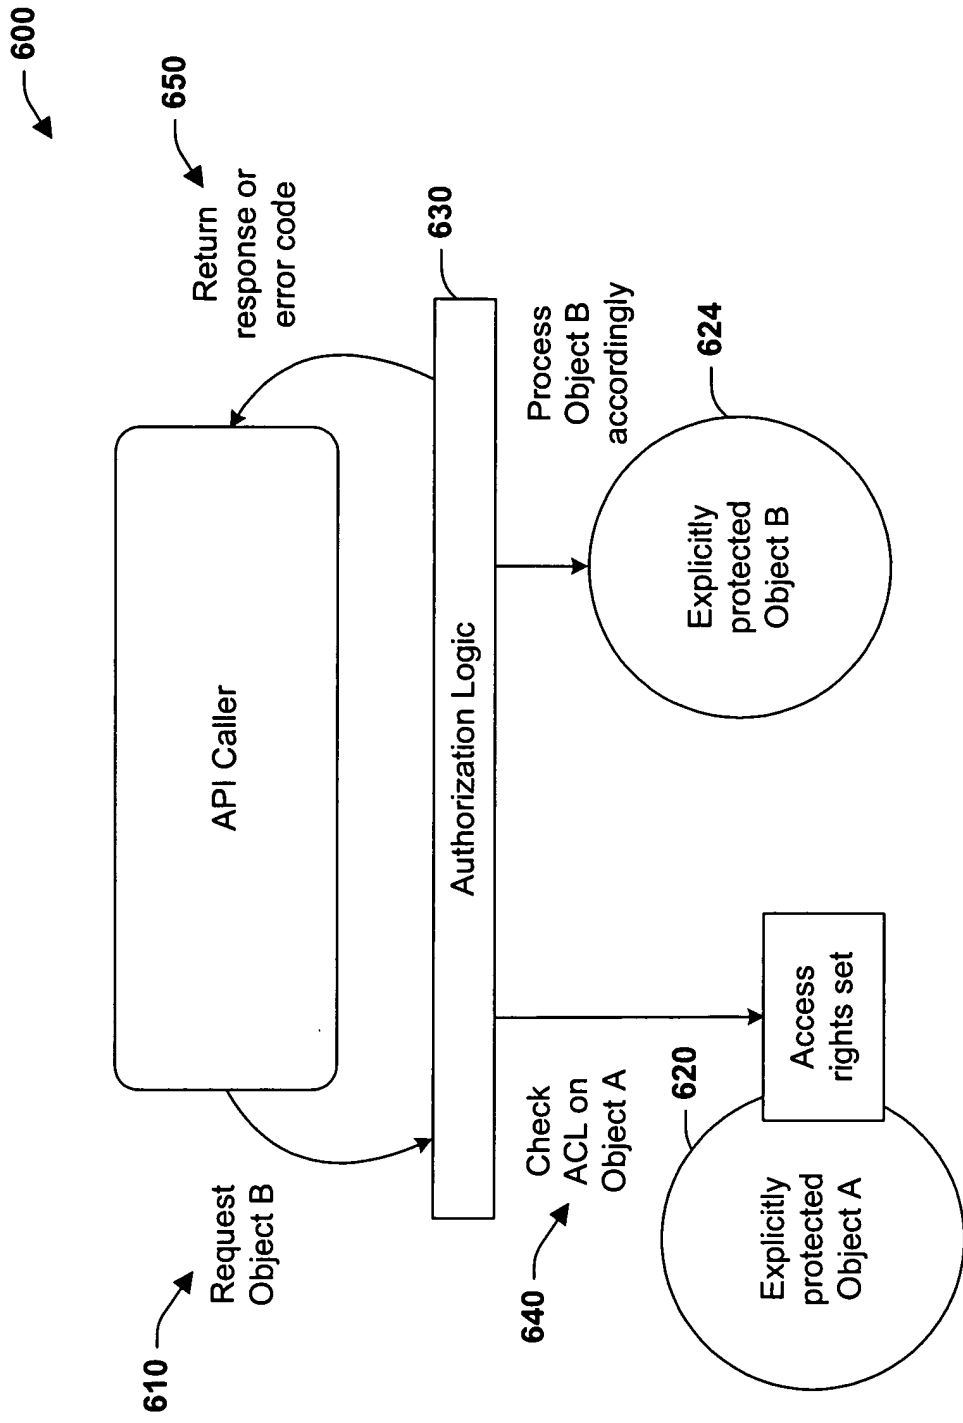 600
650
Return
response or
error code
API Caller
610
Request
Object B
630
Authorization Logic
640
Check
ACL on
Object A
Process
Object B
accordingly
620
Explicitly
protected
Object A
Access
rights set
624
Explicitly
protected
Object B